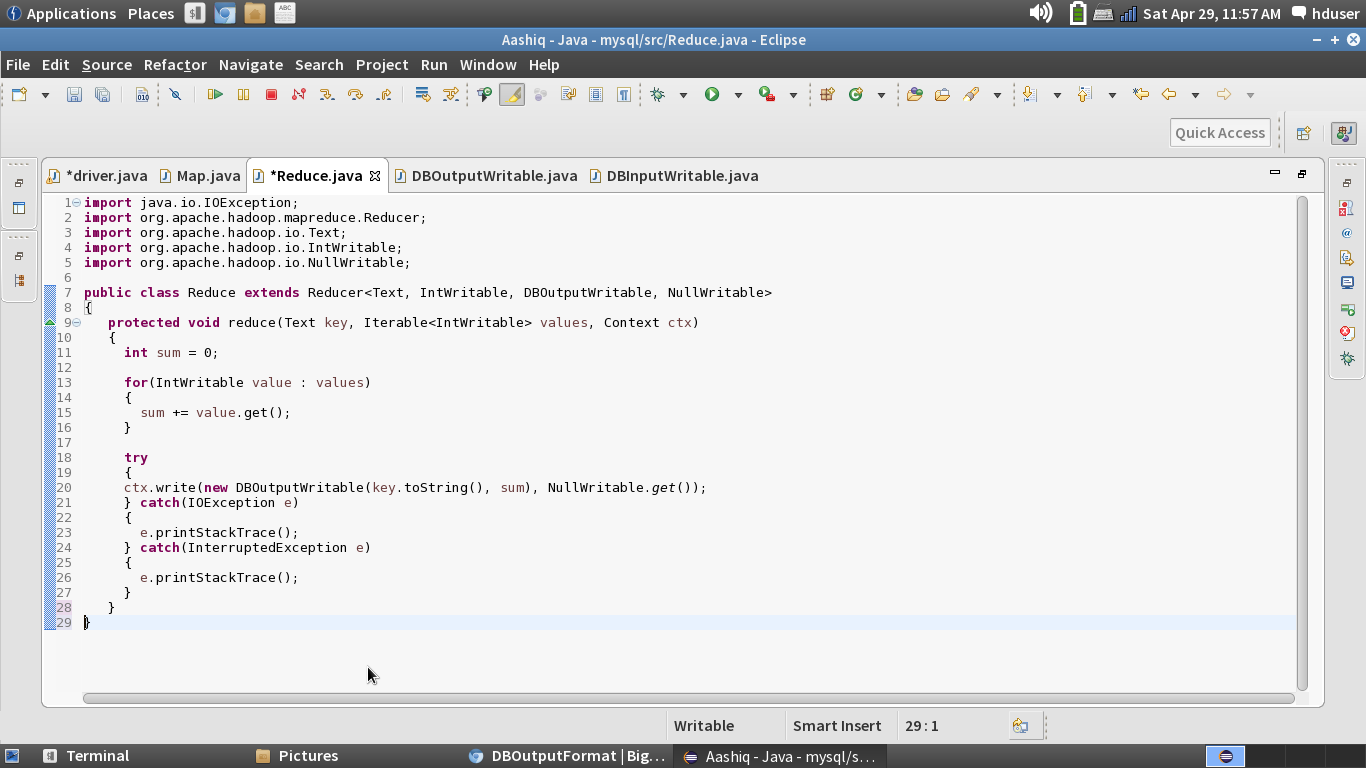 Applications Places ABC Sat Apr 29, 11:57 AM hduser
Aashiq - Java - mysql/src/Reduce.java - Eclipse
File Edit Source Refactor Navigate Search Project Run Window Help
Quick Access
*driver.java Map.java *Reduce.java DBOutputWritable.java DBInputWritable.java
1 import java.io.IOException;
2 import org.apache.hadoop.mapreduce.Reducer;
3 import org.apache.hadoop.io.Text;
4 import org.apache.hadoop.io.IntWritable;
5 import org.apache.hadoop.io.NullWritable;
6
7 public class Reduce extends Reducer<Text, IntWritable, DBOutputWritable, NullWritable>
8 {
9 protected void reduce(Text key, Iterable<IntWritable> values, Context ctx)
10 {
11 int sum = 0;
12
13 for(IntWritable value : values)
14 {
15 sum += value.get();
16 }
17
18 try
19 {
20 ctx.write(new DBOutputWritable(key.toString(), sum), NullWritable.get());
21 } catch(IOException e)
22 {
23 e.printStackTrace();
24 } catch(InterruptedException e)
25 {
26 e.printStackTrace();
27 }
28 }
29 }
Writable Smart Insert 29 : 1
Terminal Pictures DBOutputFormat | Big... Aashiq - Java - mysql/s...